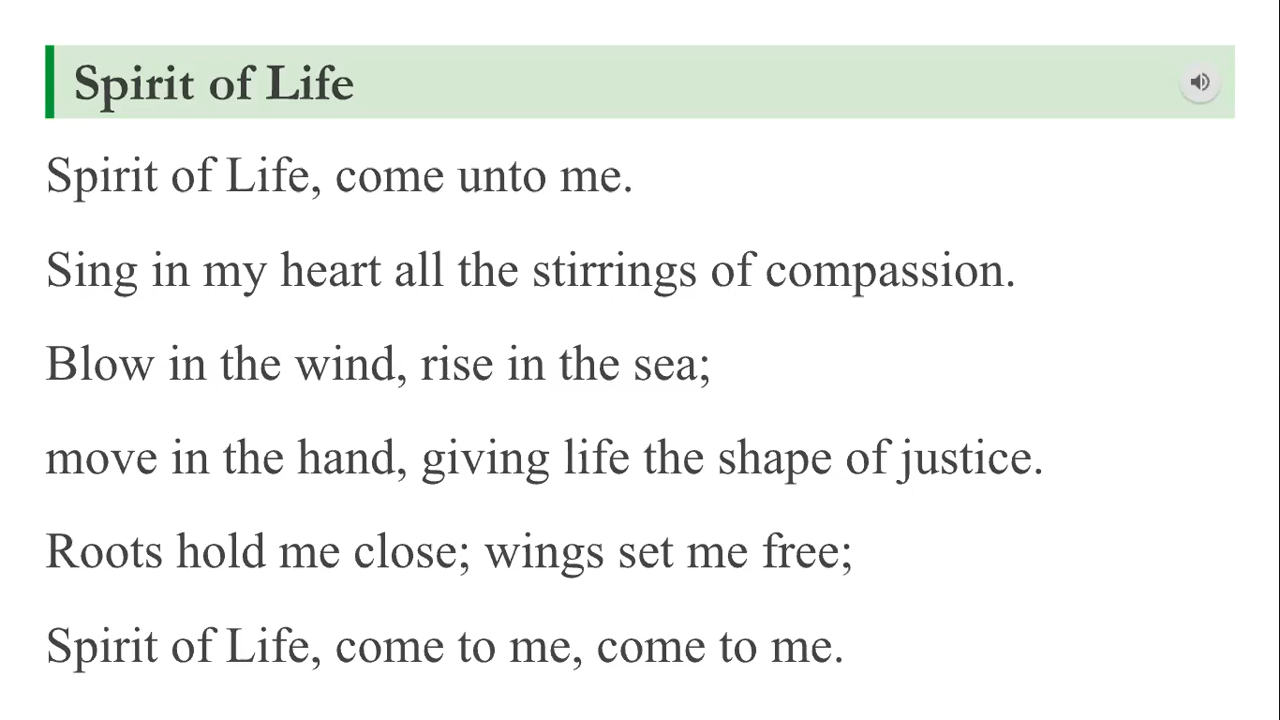 Spirit of Life
Spirit of Life, come unto me.
Sing in my heart all the stirrings of compassion.
Blow in the wind, rise in the sea;
move in the hand, giving life the shape of justice.
Roots hold me close; wings set me free;
Spirit of Life, come to me, come to me.